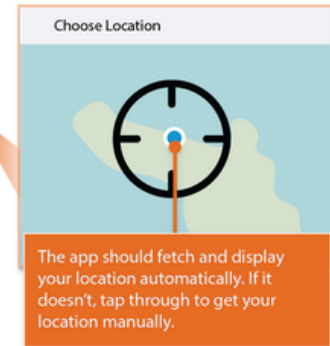 Choose Location
The app should fetch and display
your location automatically. If it
doesn't, tap through to get your
location manually.